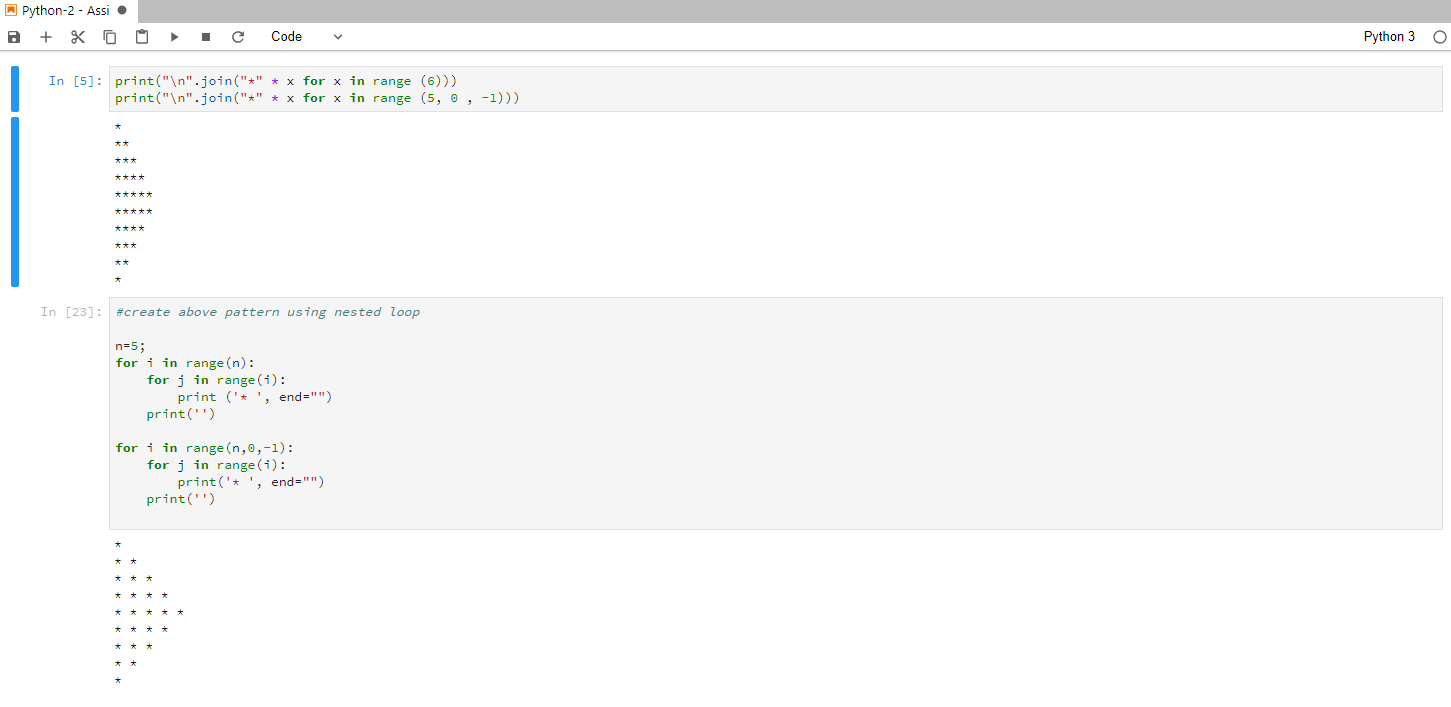 Python-2 - Assi
Code
Python 3
In [5]:
print("\n".join("*" * x for x in range (6)))
print("\n".join("*" * x for x in range (5, 0 , -1)))
*
**
***
****
*****
*****
****
***
**
*
In [23]:
#create above pattern using nested loop
n=5;
for i in range(n):
    for j in range(i):
        print ('* ', end="")
    print('')
for i in range(n,0,-1):
    for j in range(i):
        print('* ', end="")
    print('')
*
* *
* * *
* * * *
* * * * *
* * * *
* * *
* *
*